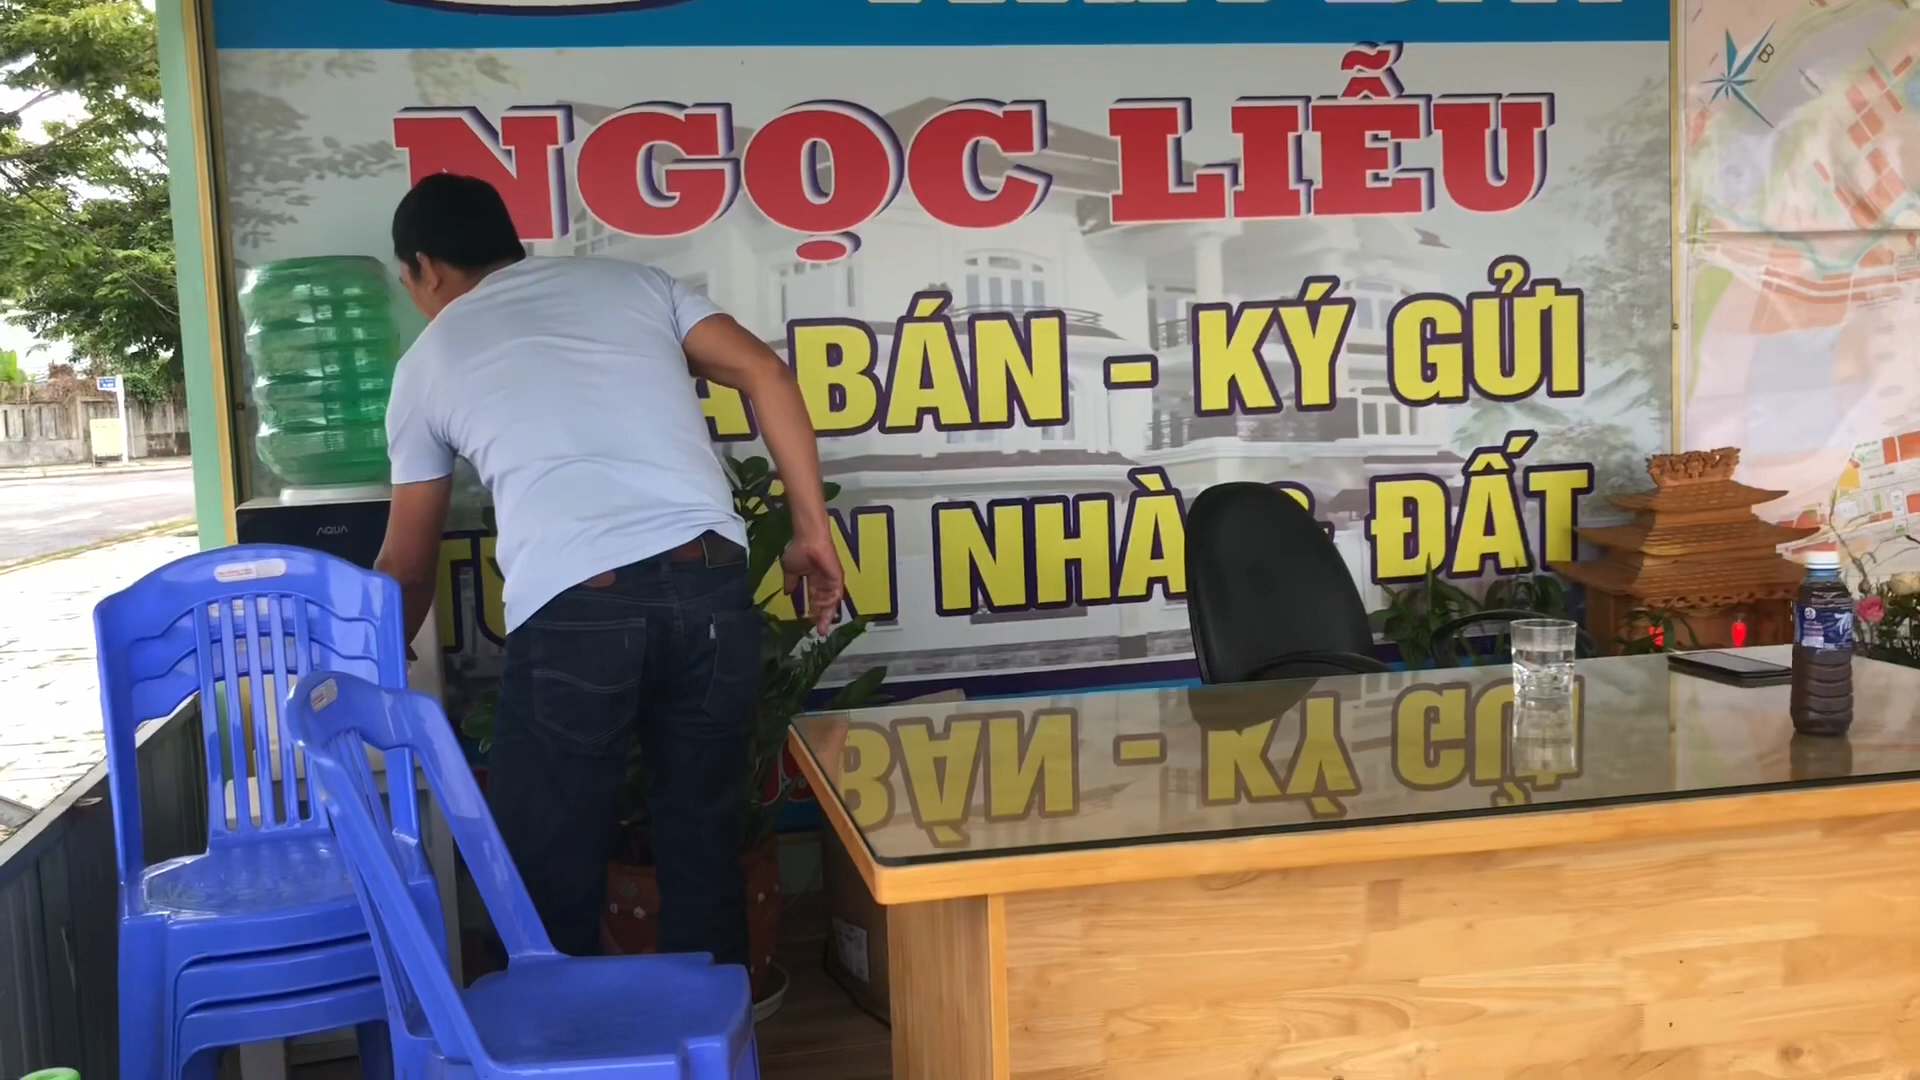 NGỌC LIỄU
BÁN - KÝ GỬI
NHÀ & ĐẤT
AQUA
B